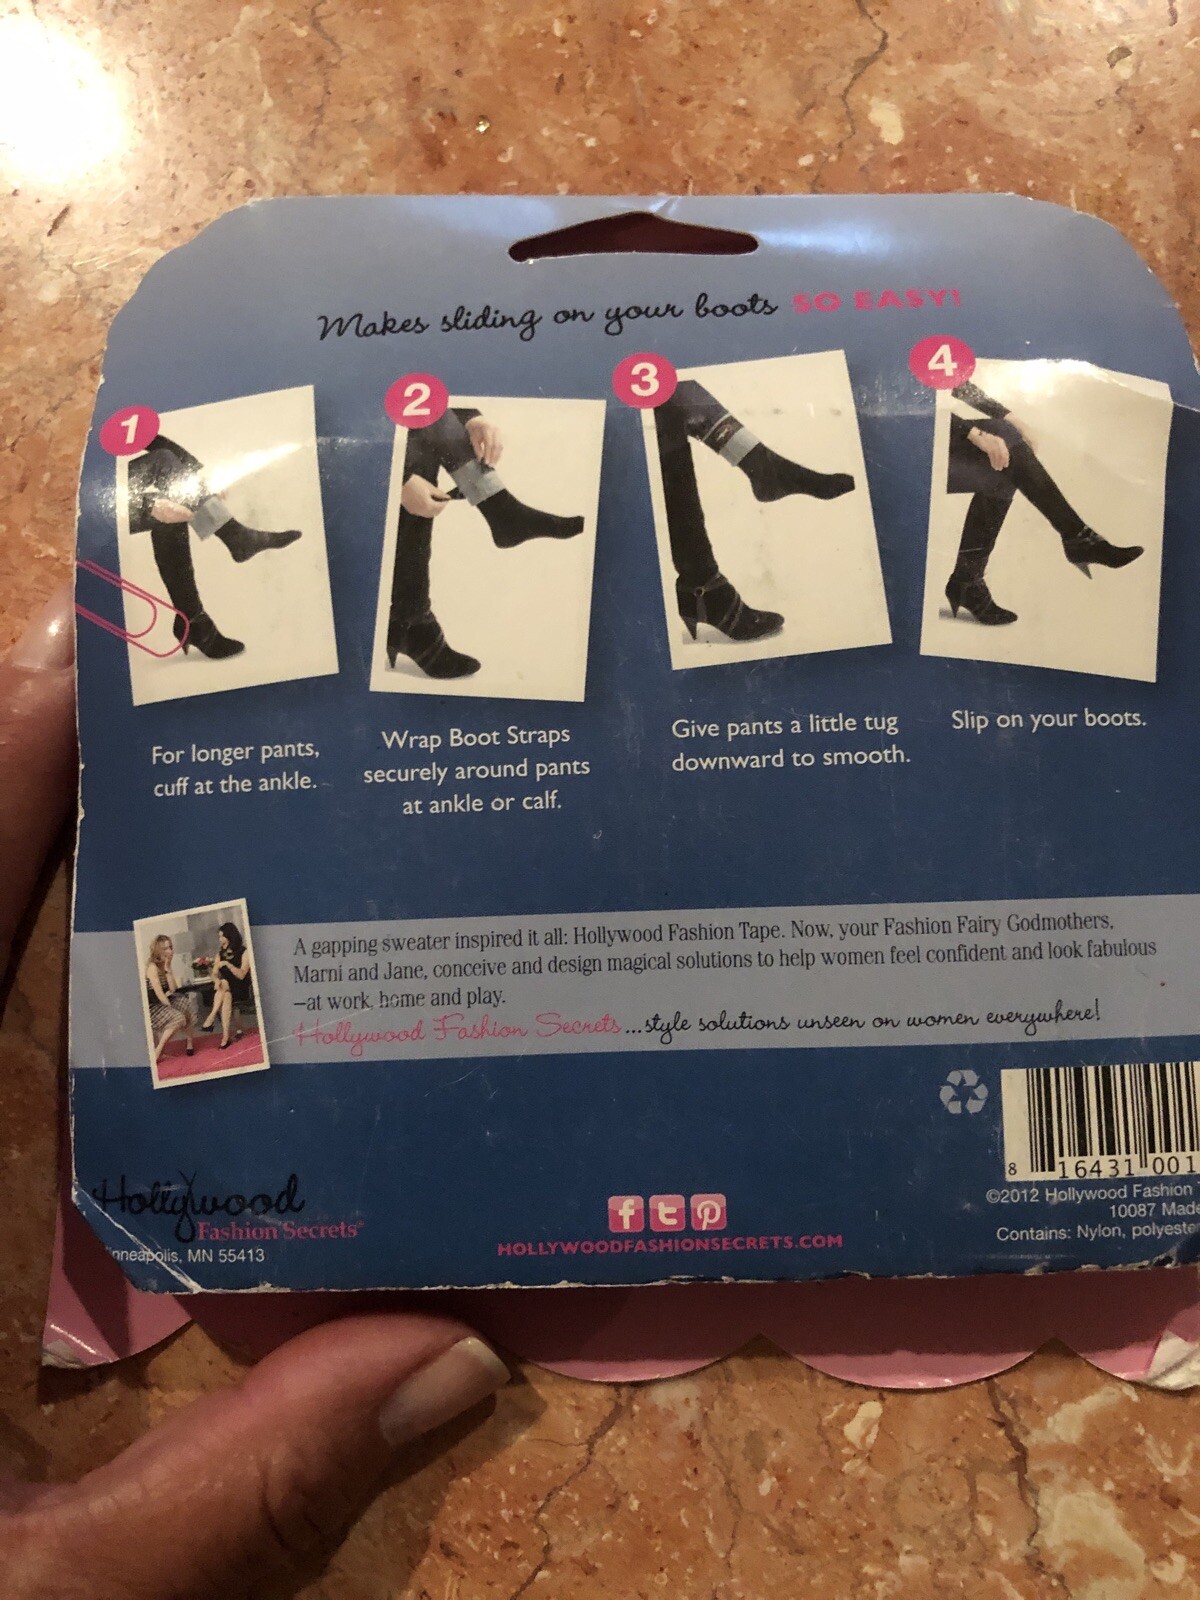 Makes sliding on your boots SO EASY!
1
2
3
4
For longer pants,
cuff at the ankle.
Wrap Boot Straps
securely around pants
at ankle or calf.
Give pants a little tug
downward to smooth.
Slip on your boots.
A gapping sweater inspired it all: Hollywood Fashion Tape. Now, your Fashion Fairy Godmothers,
Marni and Jane, conceive and design magical solutions to help women feel confident and look fabulous
—at work, home and play.
Hollywood Fashion Secrets...style solutions unseen on women everywhere!
Hollywood
Fashion Secrets®
nneapolis, MN 55413
f t p
HOLLYWOODFASHIONSECRETS.COM
8 16431 001
©2012 Hollywood Fashion
10087 Made
Contains: Nylon, polyeste